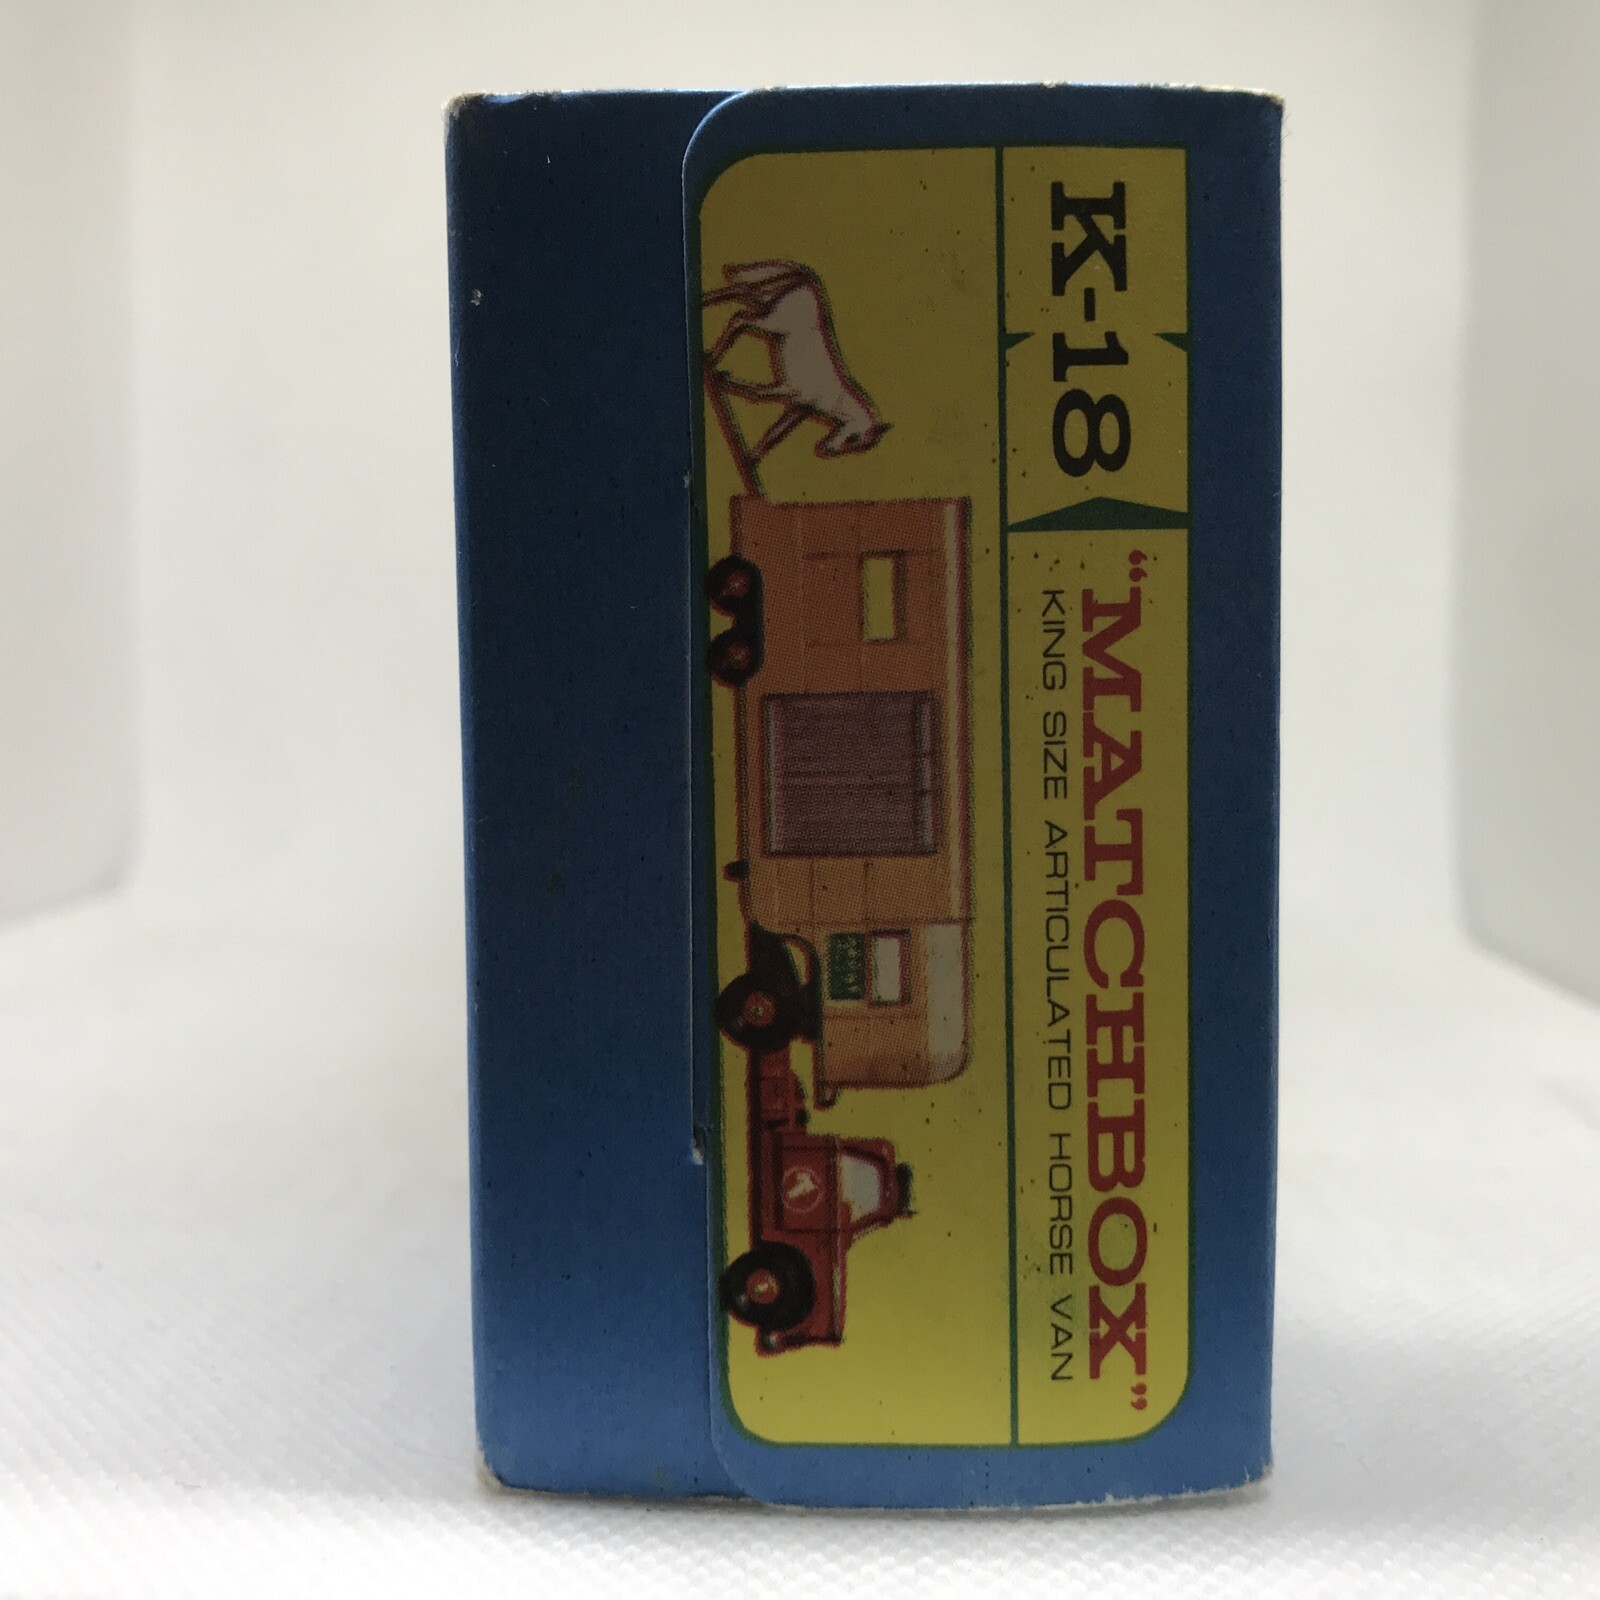 K-18
"MATCHBOX"
KING SIZE ARTICULATED HORSE VAN